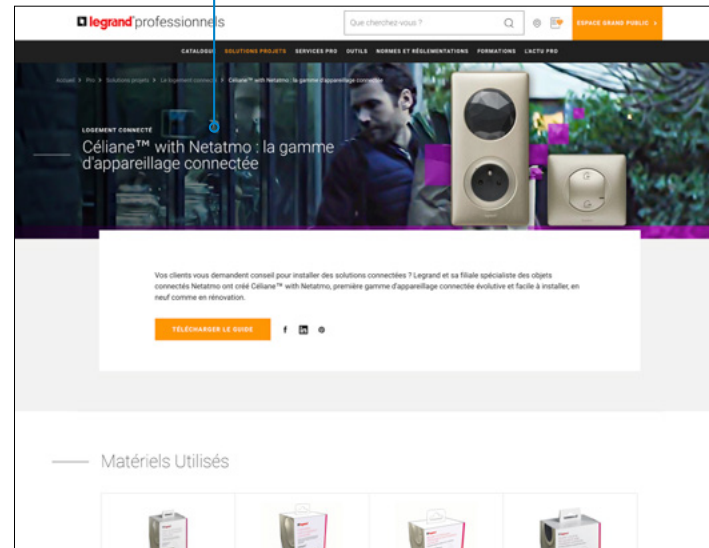 legrand professionnels
Que cherchez-vous ?
ESPACE GRAND PUBLIC >
CATALOGUE SOLUTIONS PROJETS SERVICES PRO OUTILS NORMES ET RÉGLEMENTATIONS FORMATIONS L'ACTU PRO
Accueil > Pro > Solutions projets > Le logement connecté > Céliane™ with Netatmo : la gamme d'appareillage connectée
LOGEMENT CONNECTÉ
Céliane™ with Netatmo : la gamme
d'appareillage connectée
Vos clients vous demandent conseil pour installer des solutions connectées ? Legrand et sa filiale spécialiste des objets
connectés Netatmo ont créé Céliane™ with Netatmo, première gamme d'appareillage connectée évolutive et facile à installer, en
neuf comme en rénovation.
TÉLÉCHARGER LE GUIDE
Matériels Utilisés